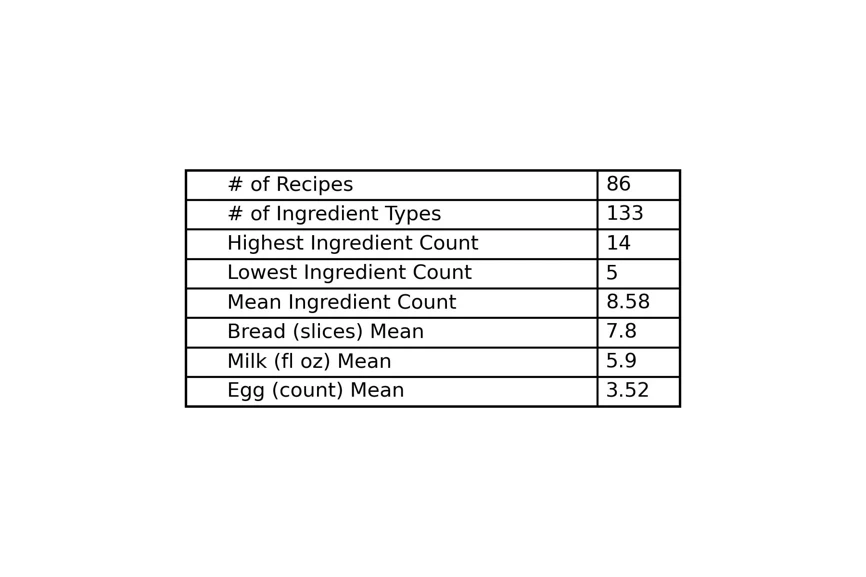 # of Recipes 86
# of Ingredient Types 133
Highest Ingredient Count 14
Lowest Ingredient Count 5
Mean Ingredient Count 8.58
Bread (slices) Mean 7.8
Milk (fl oz) Mean 5.9
Egg (count) Mean 3.52